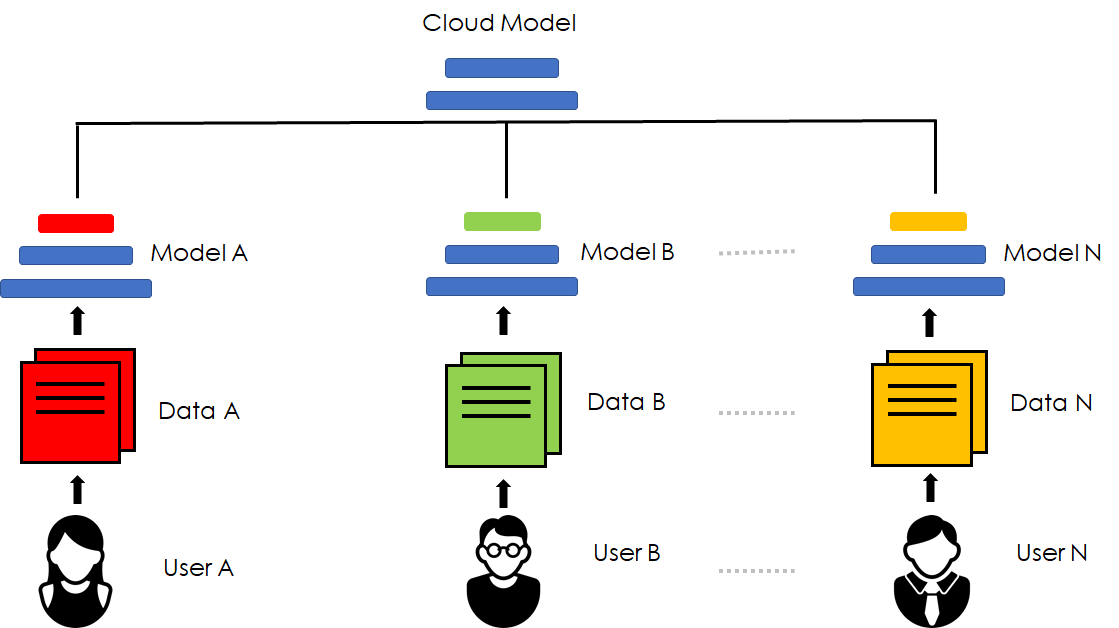 Cloud Model
Model A
Model B
Model N
Data A
Data B
Data N
User A
User B
User N